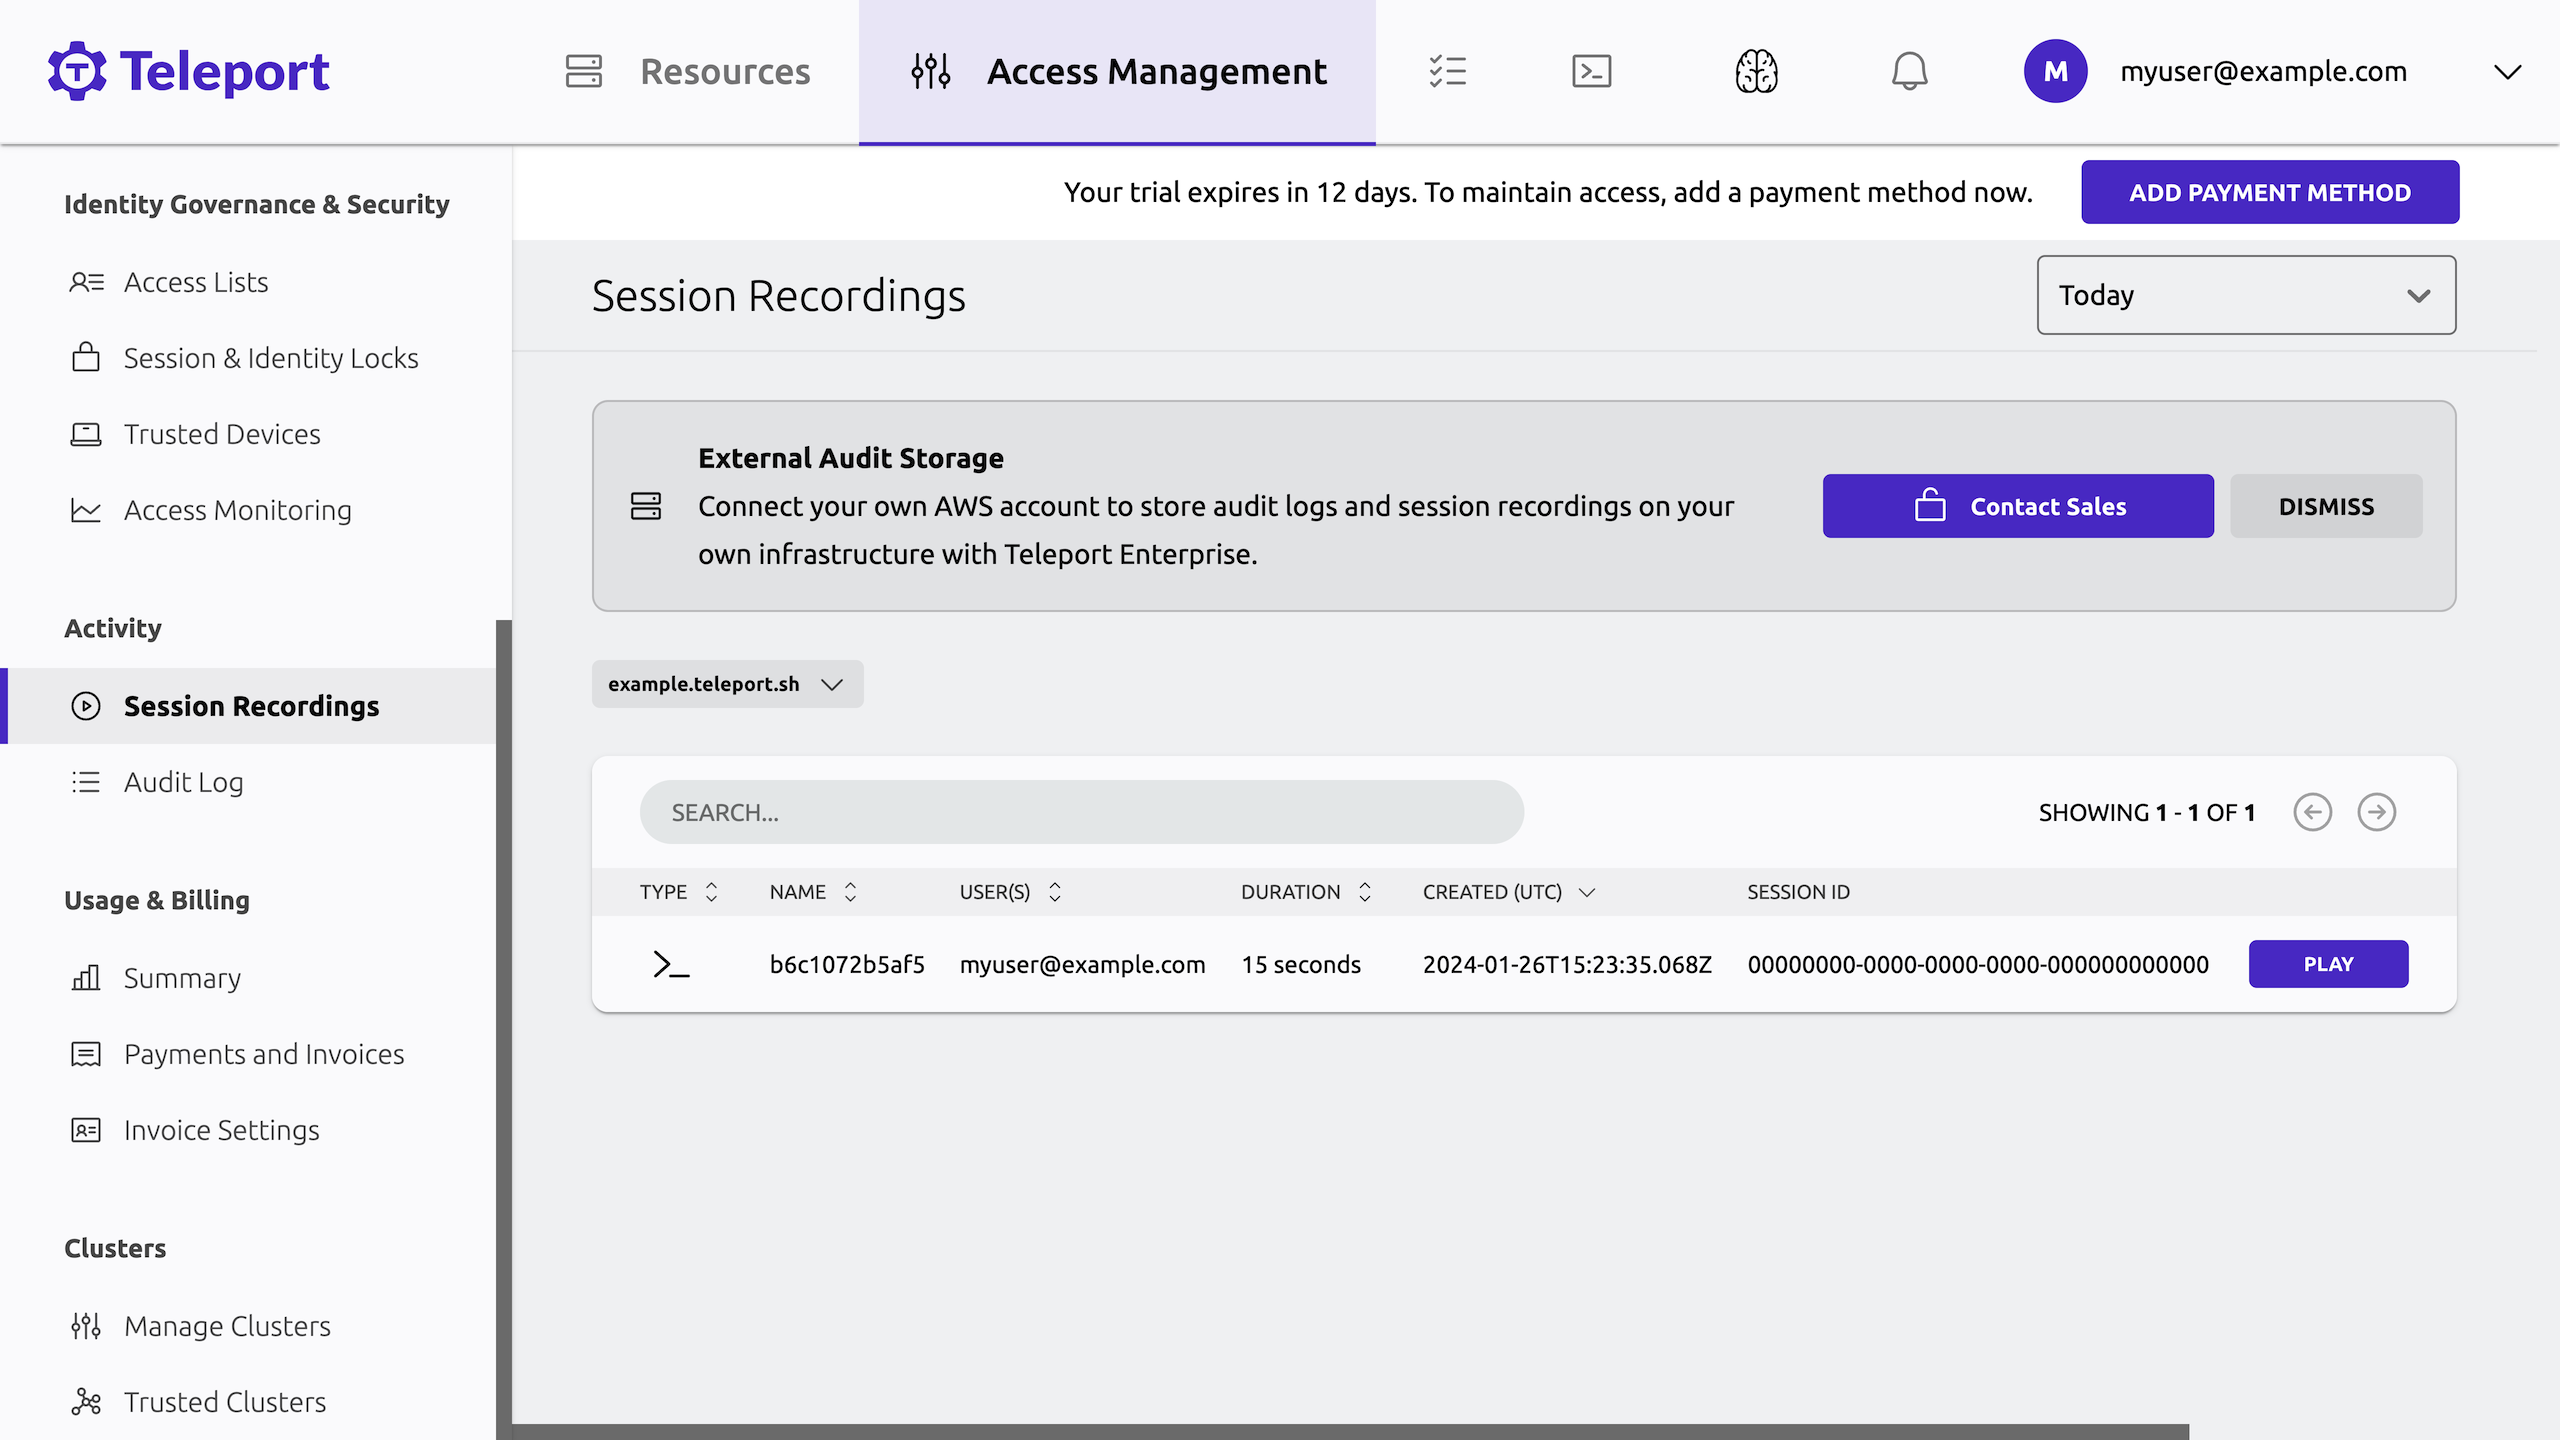 Teleport
Resources
Access Management
M
myuser@example.com
Identity Governance & Security
Access Lists
Session & Identity Locks
Trusted Devices
Access Monitoring
Activity
Session Recordings
Audit Log
Usage & Billing
Summary
Payments and Invoices
Invoice Settings
Clusters
Manage Clusters
Trusted Clusters
Your trial expires in 12 days. To maintain access, add a payment method now.
ADD PAYMENT METHOD
Session Recordings
Today
External Audit Storage
Connect your own AWS account to store audit logs and session recordings on your
own infrastructure with Teleport Enterprise.
Contact Sales
DISMISS
example.teleport.sh
SEARCH...
SHOWING 1 - 1 OF 1
TYPE NAME USER(S) DURATION CREATED (UTC) SESSION ID
b6c1072b5af5 myuser@example.com 15 seconds 2024-01-26T15:23:35.068Z 00000000-0000-0000-0000-000000000000 PLAY